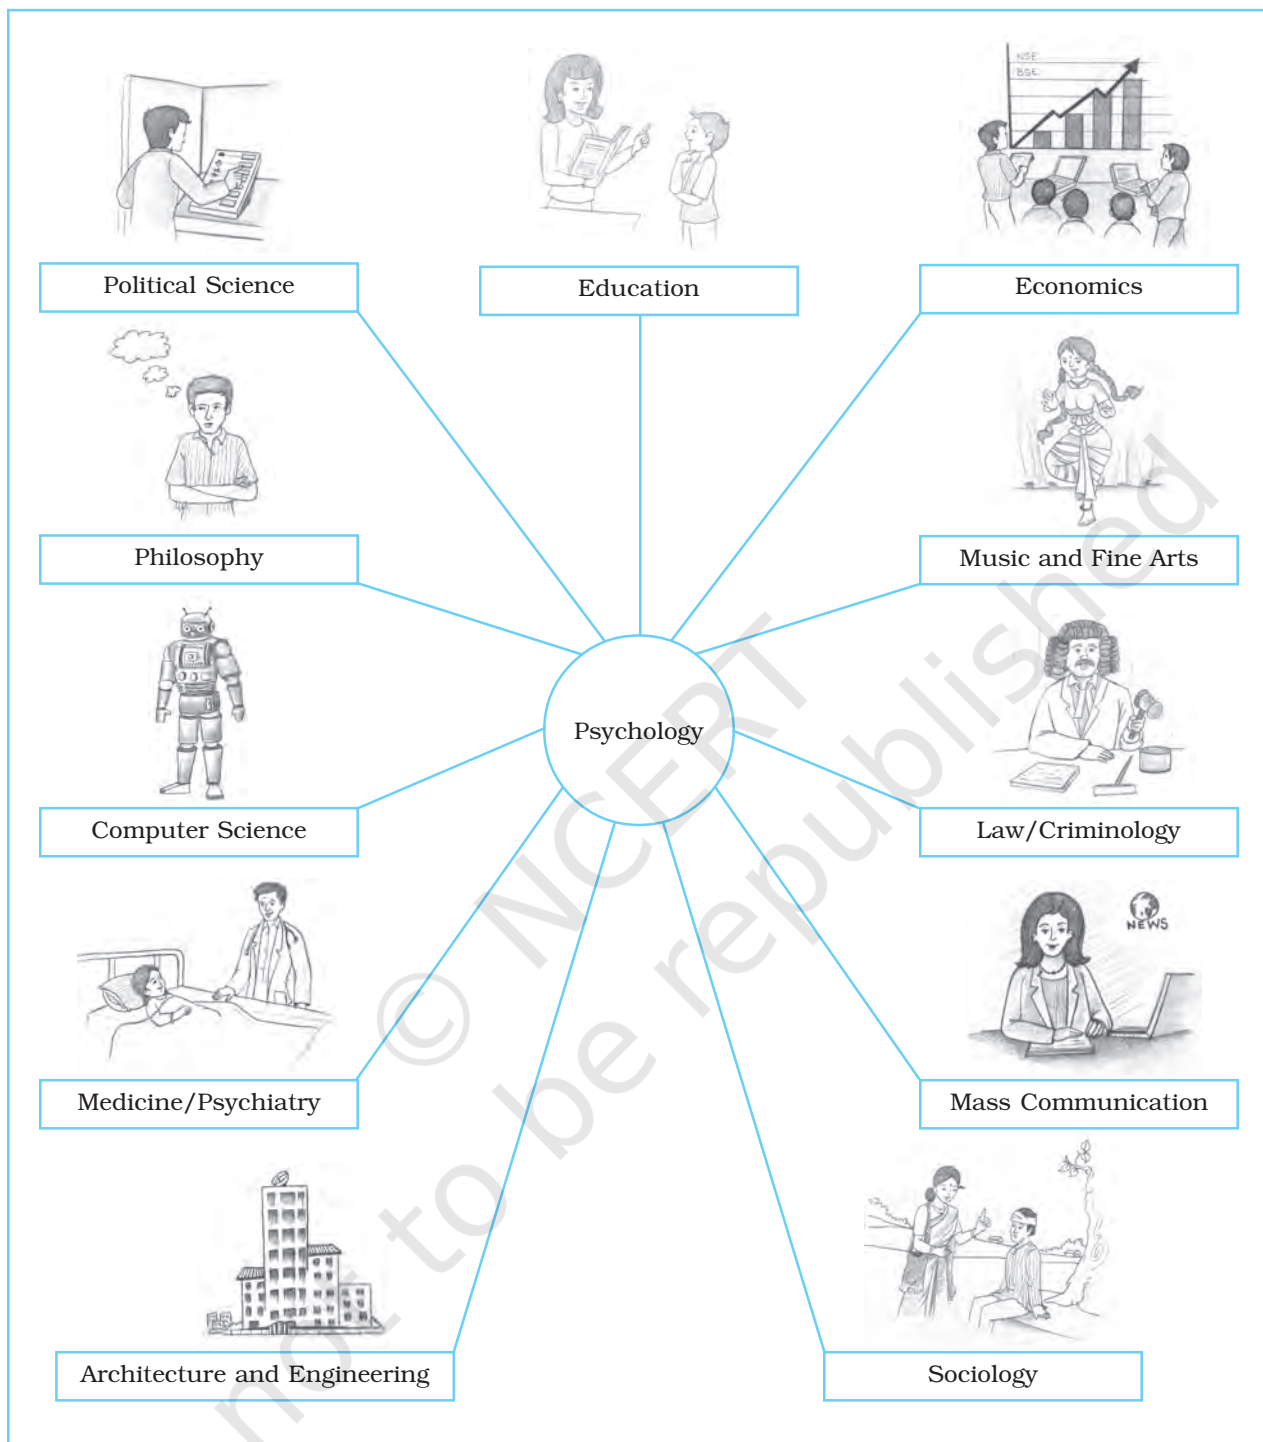 NSE
BSE
Political Science
Education
Economics
Philosophy
Music and Fine Arts
Psychology
Computer Science
Law/Criminology
NEWS
Medicine/Psychiatry
Mass Communication
Architecture and Engineering
Sociology
© NCERT
not to be republished